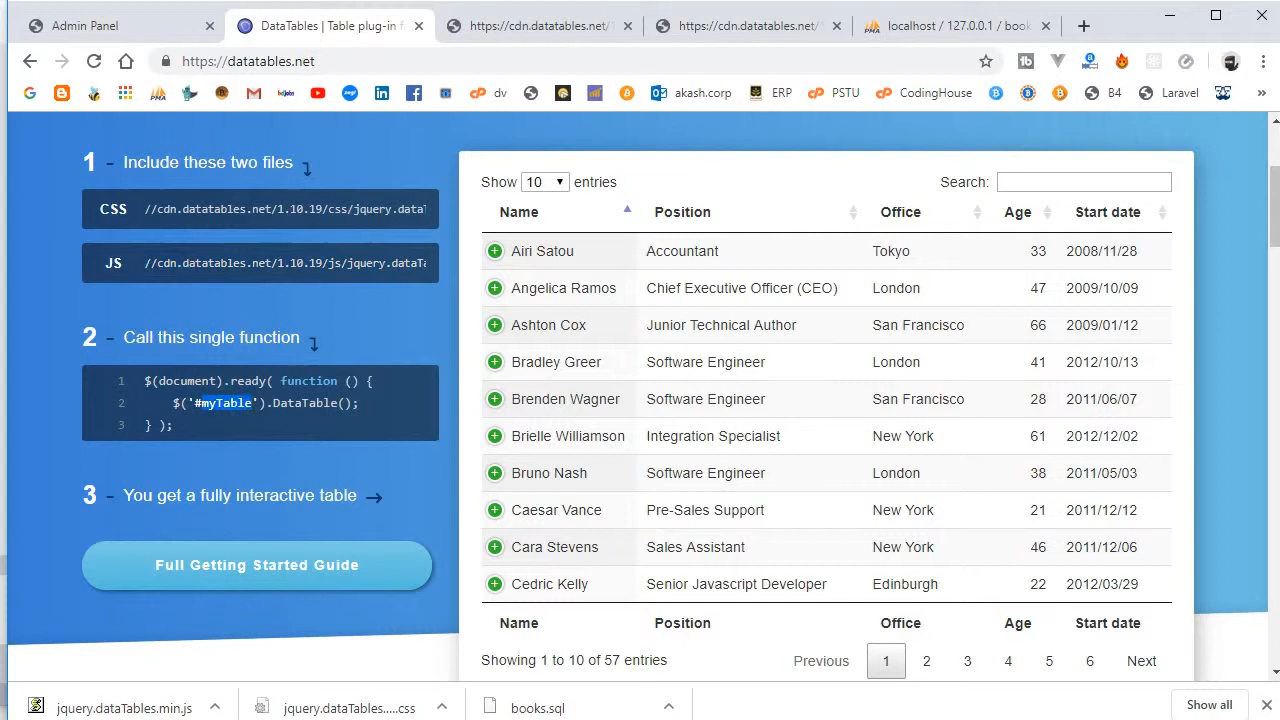 Admin Panel
DataTables | Table plug-in f
https://cdn.datatables.net/1
https://cdn.datatables.net/1
localhost / 127.0.0.1 / book
https://datatables.net
akash.corp
ERP
PSTU
CodingHouse
B4
Laravel
dv
1 - Include these two files
CSS //cdn.datatables.net/1.10.19/css/jquery.dataT
JS //cdn.datatables.net/1.10.19/js/jquery.dataTa
2 - Call this single function
1 $(document).ready( function () {
2 $('#myTable').DataTable();
3 } );
3 - You get a fully interactive table →
Full Getting Started Guide
Show 10 entries
Search:
Name Position Office Age Start date
Airi Satou Accountant Tokyo 33 2008/11/28
Angelica Ramos Chief Executive Officer (CEO) London 47 2009/10/09
Ashton Cox Junior Technical Author San Francisco 66 2009/01/12
Bradley Greer Software Engineer London 41 2012/10/13
Brenden Wagner Software Engineer San Francisco 28 2011/06/07
Brielle Williamson Integration Specialist New York 61 2012/12/02
Bruno Nash Software Engineer London 38 2011/05/03
Caesar Vance Pre-Sales Support New York 21 2011/12/12
Cara Stevens Sales Assistant New York 46 2011/12/06
Cedric Kelly Senior Javascript Developer Edinburgh 22 2012/03/29
Name Position Office Age Start date
Showing 1 to 10 of 57 entries
Previous 1 2 3 4 5 6 Next
jquery.dataTables.min.js
jquery.dataTables.....css
books.sql
Show all